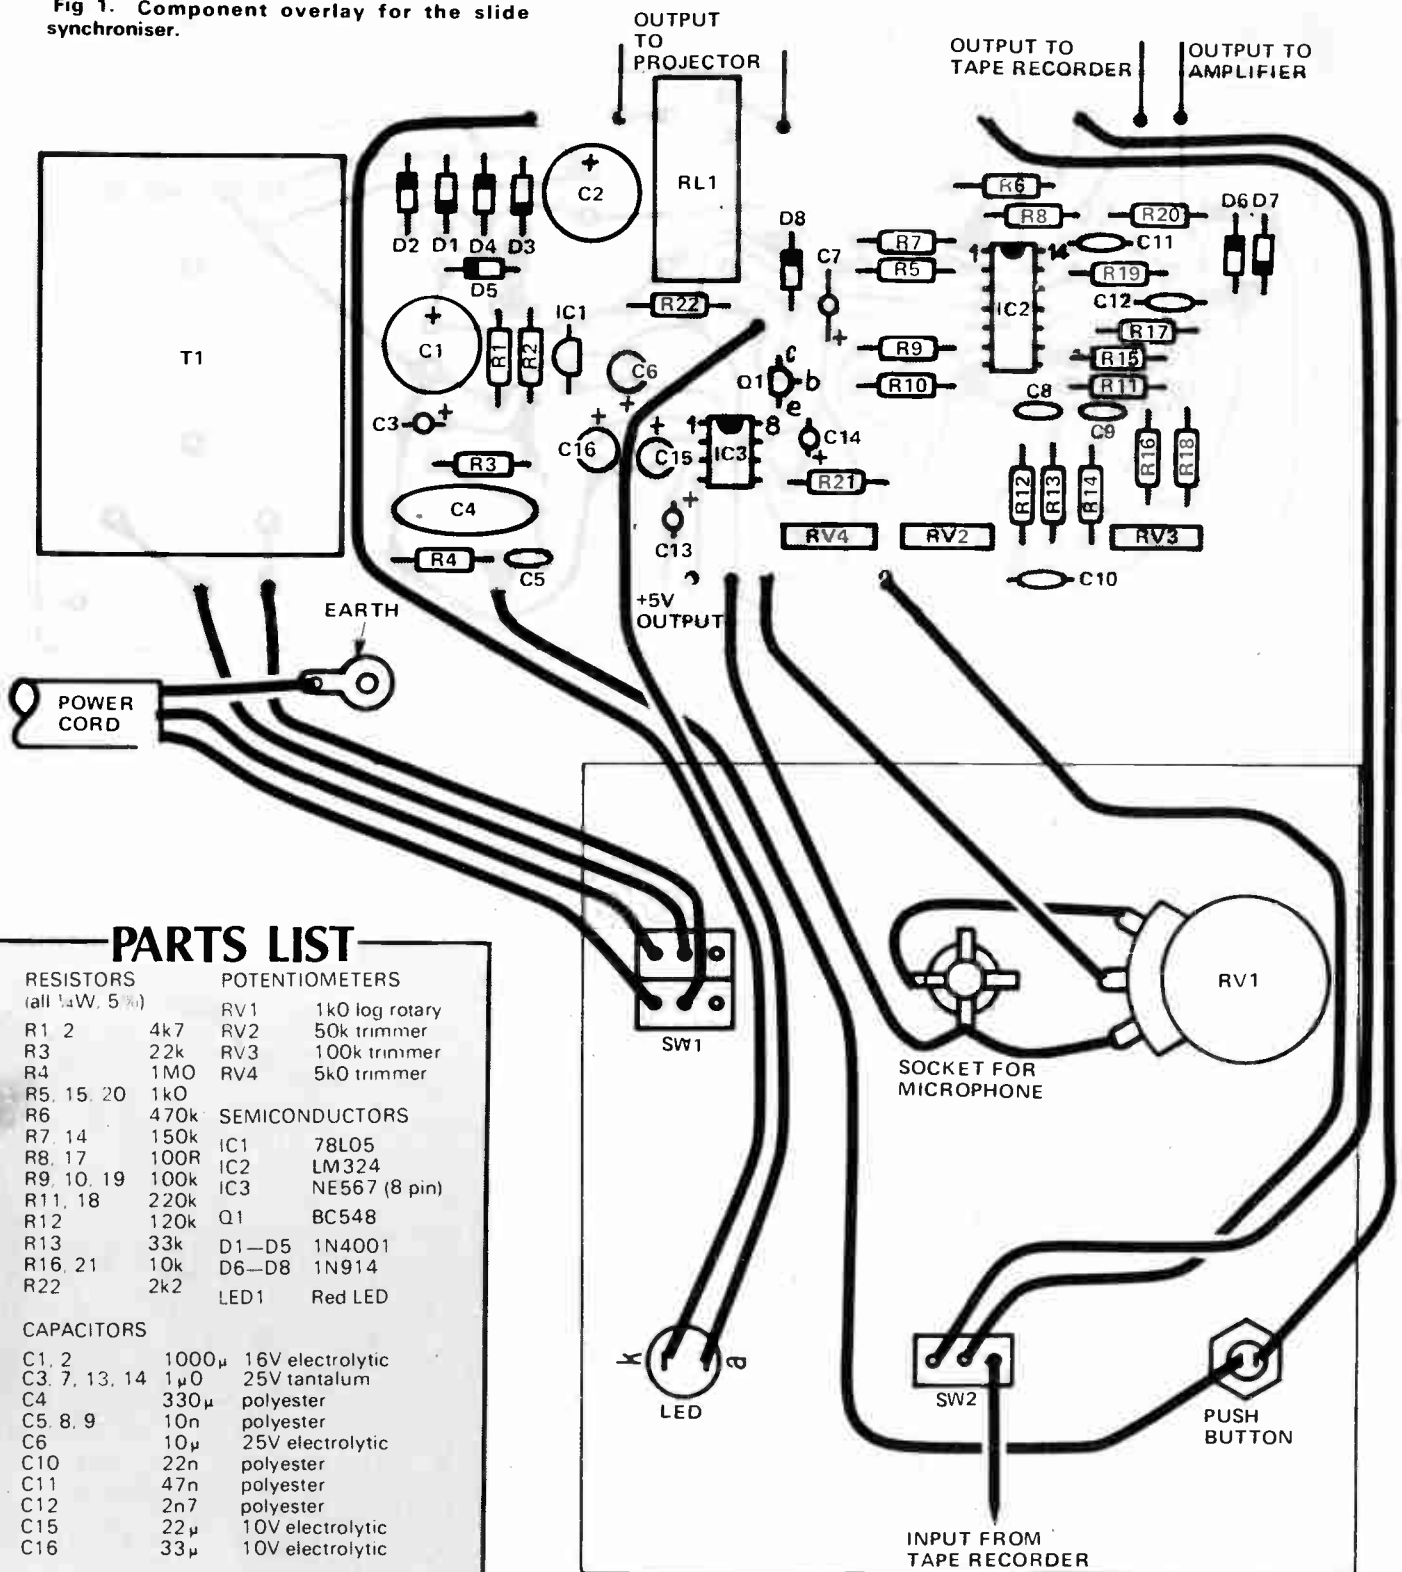 Fig 1. Component overlay for the slide
synchroniser.
OUTPUT
TO
PROJECTOR
OUTPUT TO
TAPE RECORDER
OUTPUT TO
AMPLIFIER
T1
D2 D1 D4 D3
+
C2
RL1
D5
+
C1
R1
R2
IC1
R22
C6
+
C3
+
+
C16
+
C15
R3
C4
R4
C5
D8
C7
+
c
Q1
b
e
1
8
IC3
C14
+
R21
+
C13
+5V
OUTPUT
RV4
RV2
RV3
R6
R8
R20
D6 D7
R7
R5
1
14
IC2
C11
R19
C12
R17
R9
R15
R10
R11
C8
C9
R16
R18
R12
R13
R14
C10
EARTH
POWER
CORD
SW1
SOCKET FOR
MICROPHONE
RV1
k
a
LED
SW2
PUSH
BUTTON
INPUT FROM
TAPE RECORDER
PARTS LIST
RESISTORS
(all ¼W, 5%)
R1 2 4k7
R3 22k
R4 1M0
R5, 15, 20 1k0
R6 470k
R7, 14 150k
R8, 17 100R
R9, 10, 19 100k
R11, 18 220k
R12 120k
R13 33k
R16, 21 10k
R22 2k2
POTENTIOMETERS
RV1 1k0 log rotary
RV2 50k trimmer
RV3 100k trimmer
RV4 5k0 trimmer
SEMICONDUCTORS
IC1 78L05
IC2 LM324
IC3 NE567 (8 pin)
Q1 BC548
D1—D5 1N4001
D6—D8 1N914
LED1 Red LED
CAPACITORS
C1, 2 1000µ 16V electrolytic
C3, 7, 13, 14 1µ0 25V tantalum
C4 330µ polyester
C5, 8, 9 10n polyester
C6 10µ 25V electrolytic
C10 22n polyester
C11 47n polyester
C12 2n7 polyester
C15 22µ 10V electrolytic
C16 33µ 10V electrolytic